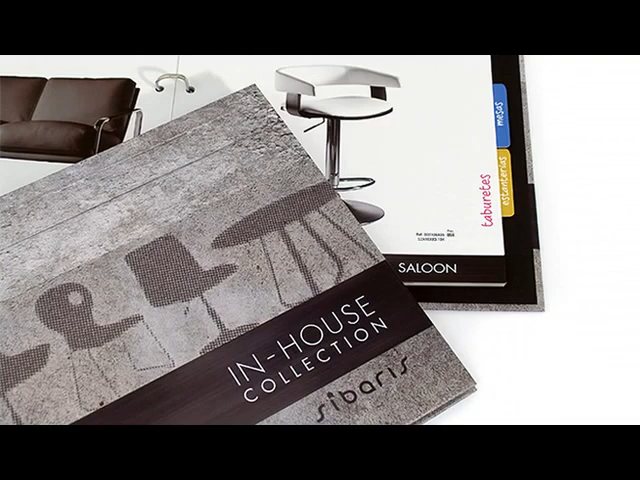 mesas
estanterías
taburetes
SALOON
IN-HOUSE
COLLECTION
sibaris